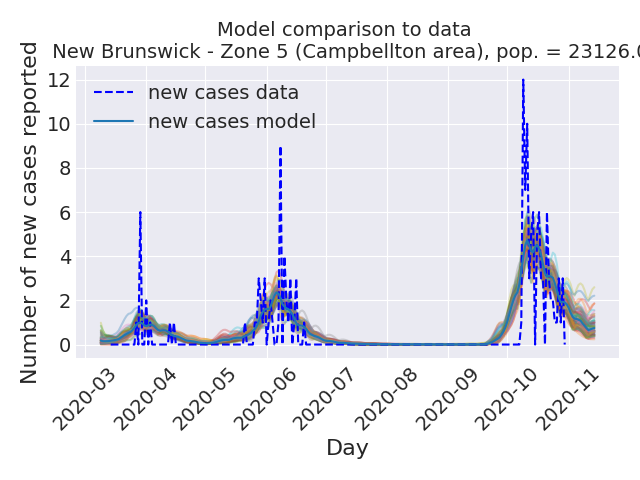 Model comparison to data
New Brunswick - Zone 5 (Campbellton area), pop. = 23126.0
Number of new cases reported
12
10
8
6
4
2
0
new cases data
new cases model
2020-03
2020-04
2020-05
2020-06
2020-07
2020-08
2020-09
2020-10
2020-11
Day